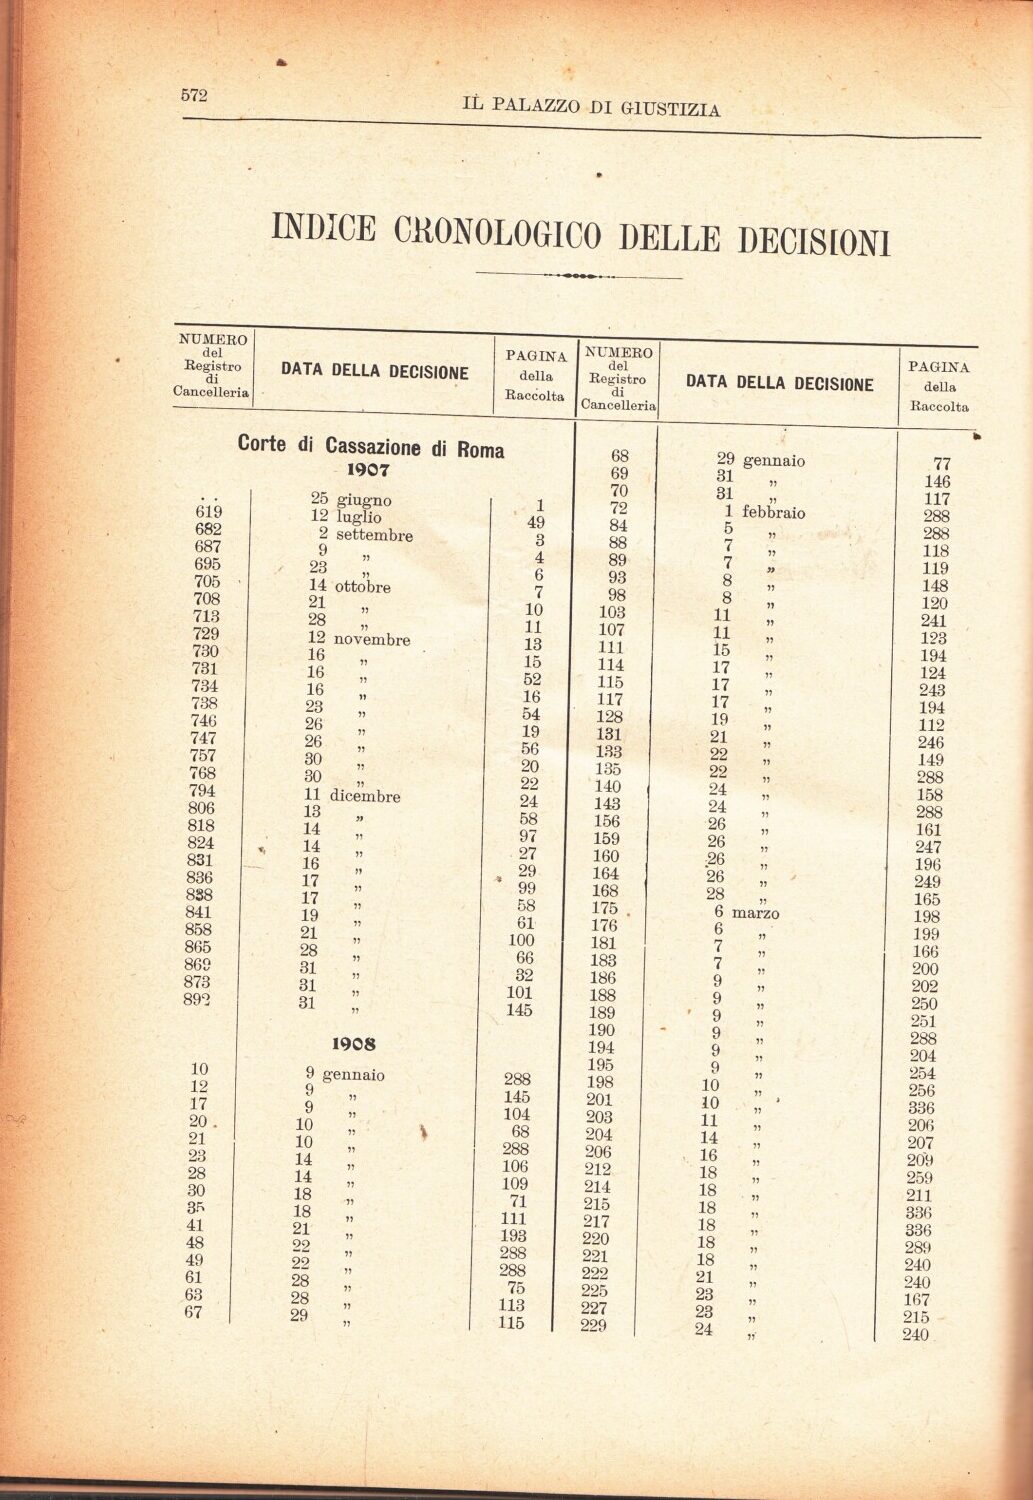 572
IL PALAZZO DI GIUSTIZIA
INDICE CRONOLOGICO DELLE DECISIONI
NUMERO
del
Registro
di
Cancelleria
DATA DELLA DECISIONE
PAGINA
della
Raccolta
NUMERO
del
Registro
di
Cancelleria
DATA DELLA DECISIONE
PAGINA
della
Raccolta
Corte di Cassazione di Roma
1907
. . 25 giugno 1
619 12 luglio 49
682 2 settembre 3
687 9 „ 4
695 23 „ 6
705 14 ottobre 7
708 21 „ 10
713 28 „ 11
729 12 novembre 13
730 16 „ 15
731 16 „ 52
734 16 „ 16
738 23 „ 54
746 26 „ 19
747 26 „ 56
757 30 „ 20
768 30 „ 22
794 11 dicembre 24
806 13 „ 58
818 14 „ 97
824 14 „ 27
831 16 „ 29
836 17 „ 99
838 17 „ 58
841 19 „ 61
858 21 „ 100
865 28 „ 66
869 31 „ 32
873 31 „ 101
892 31 „ 145
1908
10 9 gennaio 288
12 9 „ 145
17 9 „ 104
20 10 „ 68
21 10 „ 288
23 14 „ 106
28 14 „ 109
30 18 „ 71
35 18 „ 111
41 21 „ 193
48 22 „ 288
49 22 „ 288
61 28 „ 75
63 28 „ 113
67 29 „ 115
68 29 gennaio 77
69 31 „ 146
70 31 „ 117
72 1 febbraio 288
84 5 „ 288
88 7 „ 118
89 7 „ 119
93 8 „ 148
98 8 „ 120
103 11 „ 241
107 11 „ 123
111 15 „ 194
114 17 „ 124
115 17 „ 243
117 17 „ 194
128 19 „ 112
131 21 „ 246
133 22 „ 149
135 22 „ 288
140 24 „ 158
143 24 „ 288
156 26 „ 161
159 26 „ 247
160 26 „ 196
164 26 „ 249
168 28 „ 165
175 6 marzo 198
176 6 „ 199
181 7 „ 166
183 7 „ 200
186 9 „ 202
188 9 „ 250
189 9 „ 251
190 9 „ 288
194 9 „ 204
195 9 „ 254
198 10 „ 256
201 10 „ 336
203 11 „ 206
204 14 „ 207
206 16 „ 209
212 18 „ 259
214 18 „ 211
215 18 „ 336
217 18 „ 336
220 18 „ 289
221 18 „ 240
222 21 „ 240
225 23 „ 167
227 23 „ 215
229 24 „ 240